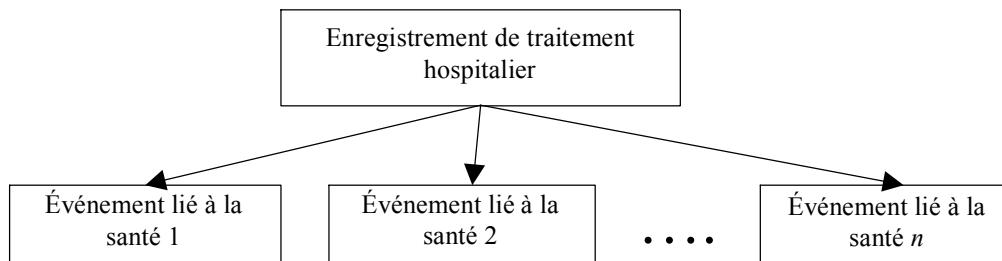 Enregistrement de traitement
hospitalier
Événement lié à la
santé 1
Événement lié à la
santé 2
. . . .
Événement lié à la
santé n